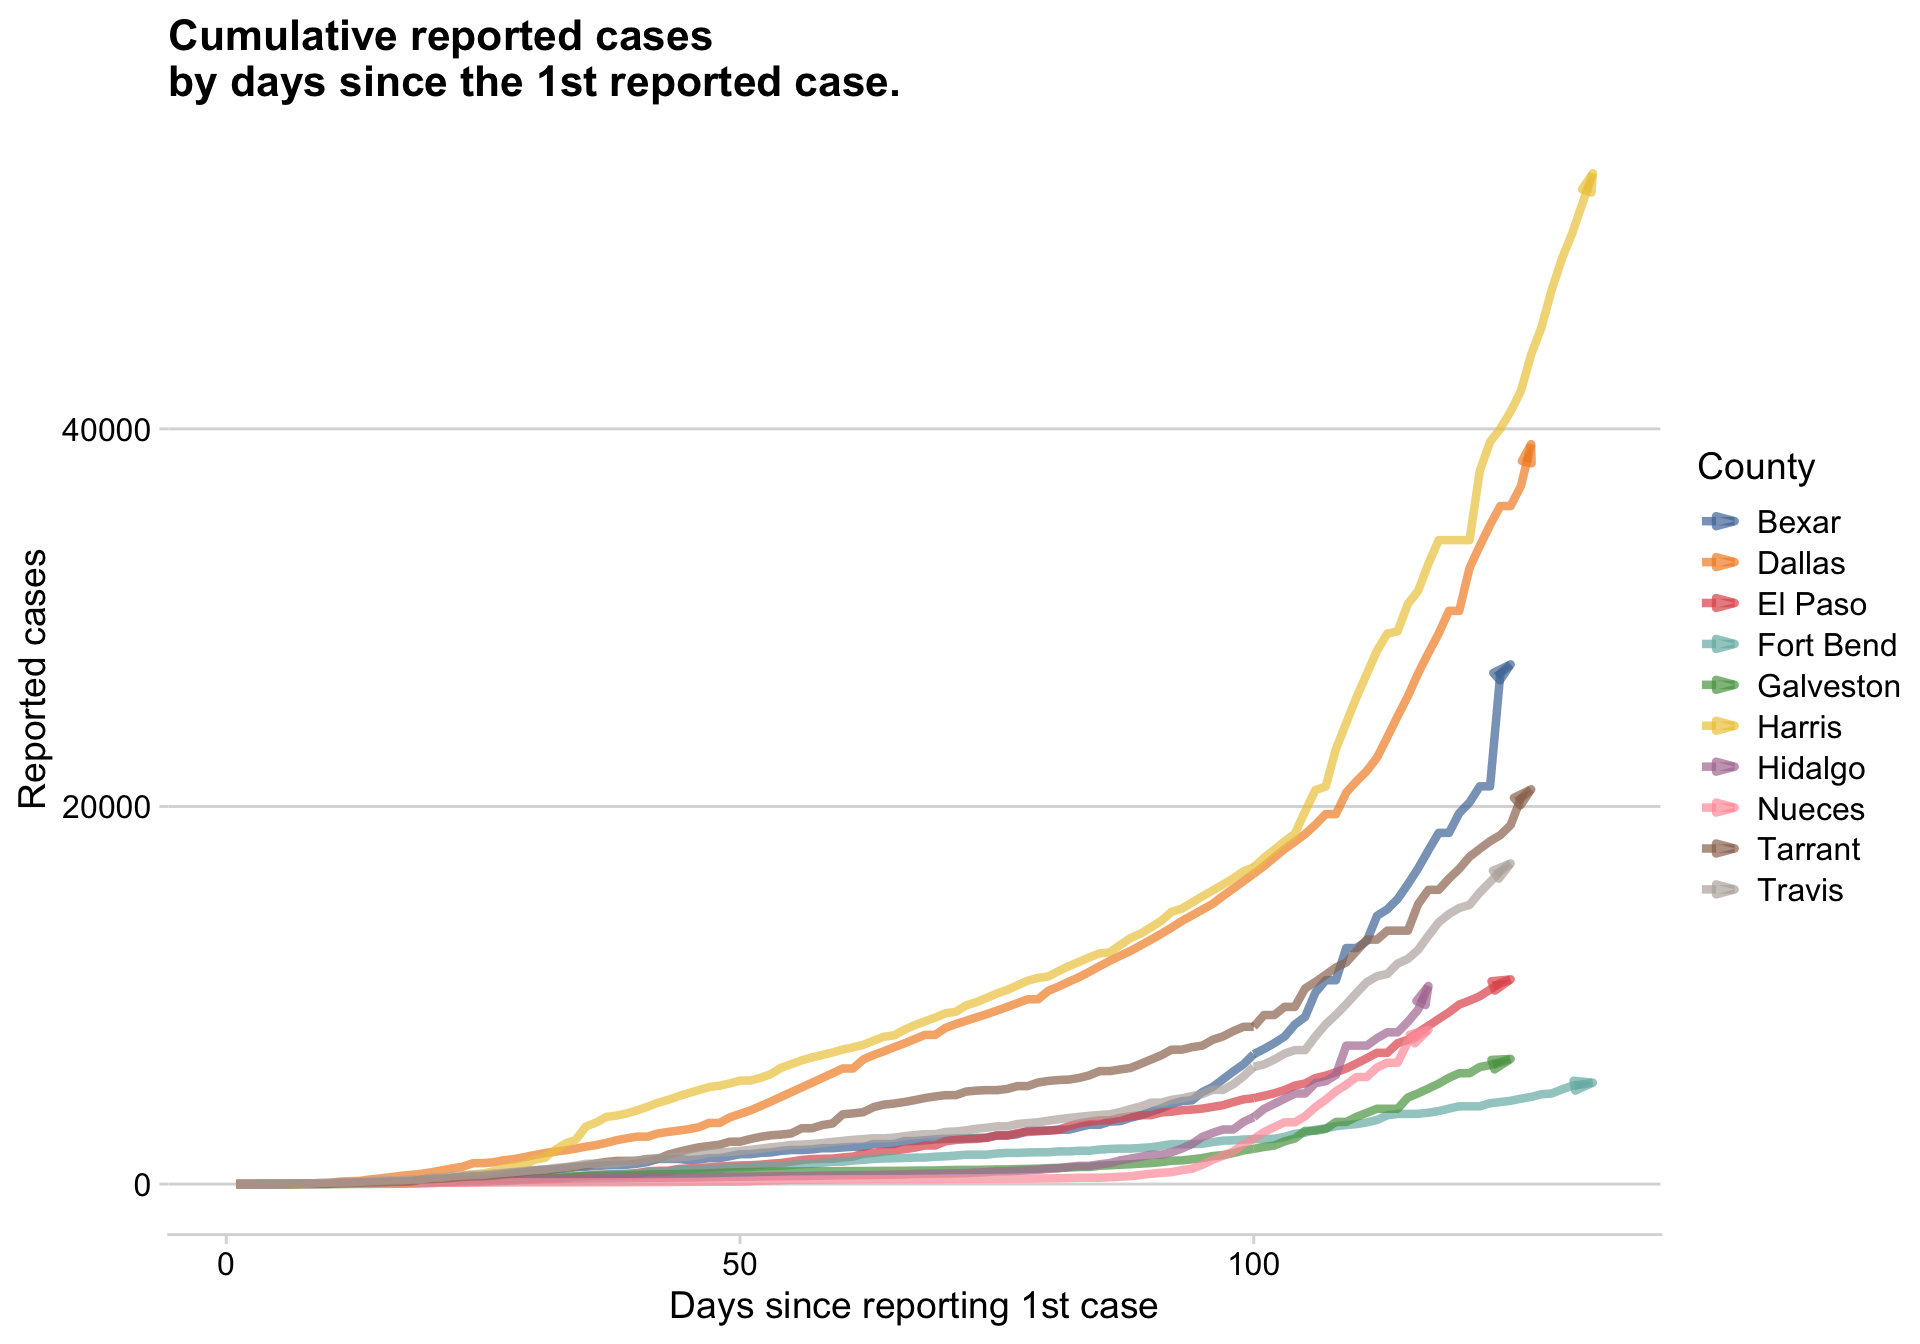 Cumulative reported cases
by days since the 1st reported case.
Reported cases
40000
20000
0
0 50 100
Days since reporting 1st case
County
Bexar
Dallas
El Paso
Fort Bend
Galveston
Harris
Hidalgo
Nueces
Tarrant
Travis